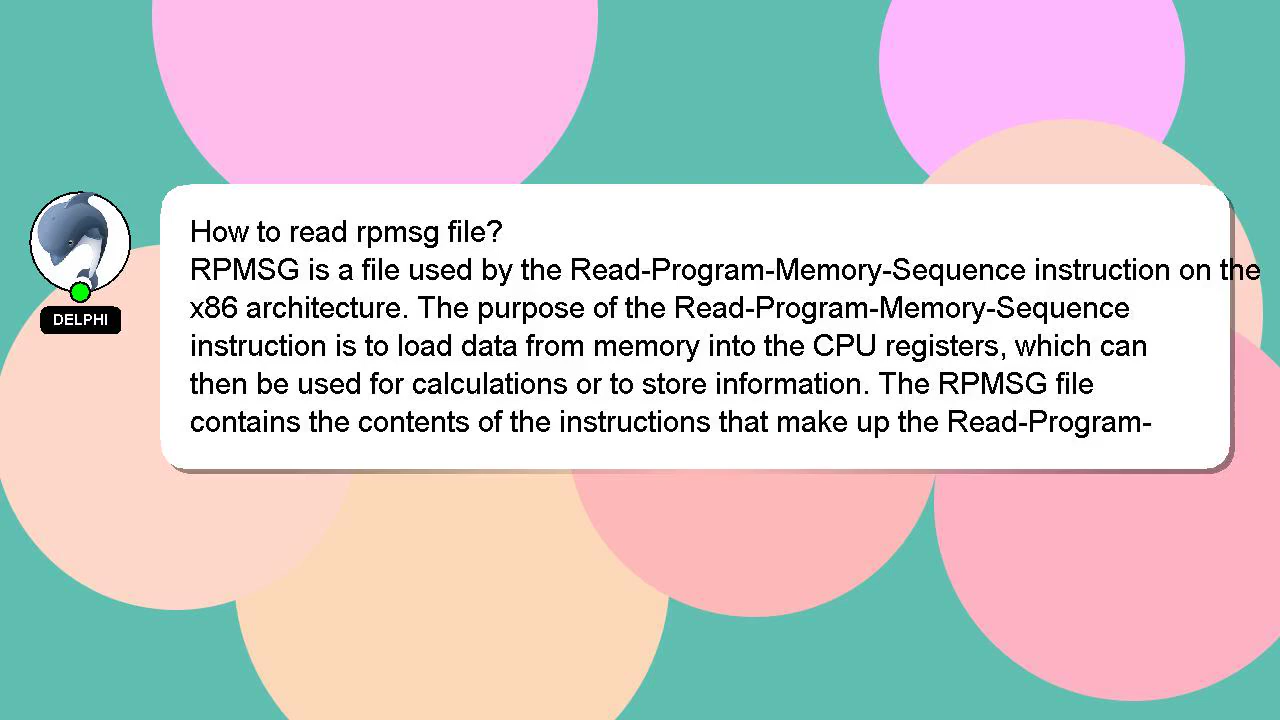 How to read rpmsg file?
RPMSG is a file used by the Read-Program-Memory-Sequence instruction on the
x86 architecture. The purpose of the Read-Program-Memory-Sequence
instruction is to load data from memory into the CPU registers, which can
then be used for calculations or to store information. The RPMSG file
contains the contents of the instructions that make up the Read-Program-
DELPHI